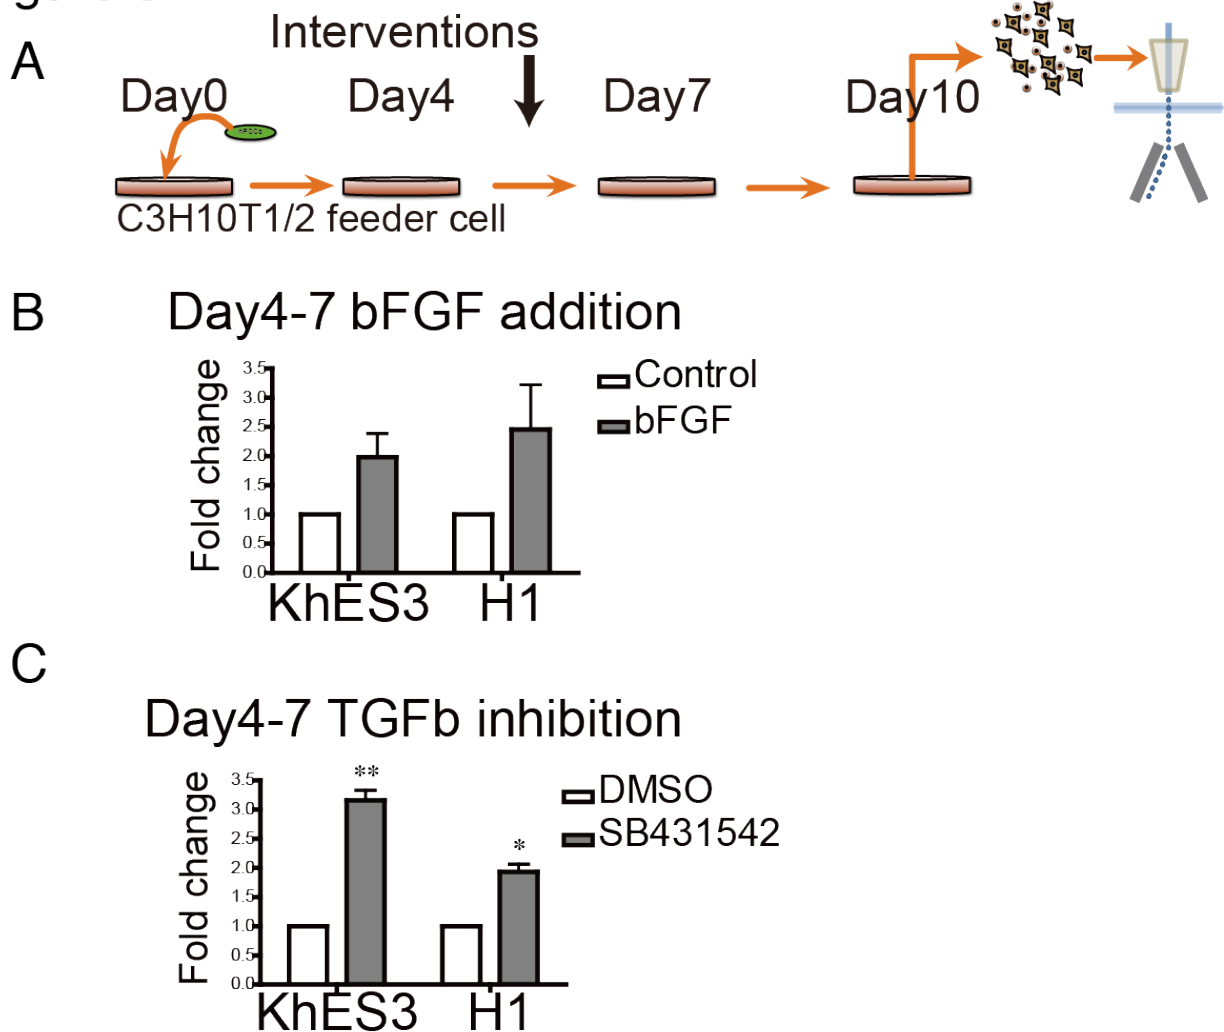 A
Interventions
Day0 Day4 Day7 Day10
C3H10T1/2 feeder cell
B
Day4-7 bFGF addition
Fold change
3.5
3.0
2.5
2.0
1.5
1.0
0.5
0.0
Control
bFGF
KhES3 H1
C
Day4-7 TGFb inhibition
Fold change
3.5
3.0
2.5
2.0
1.5
1.0
0.5
0.0
**
*
DMSO
SB431542
KhES3 H1